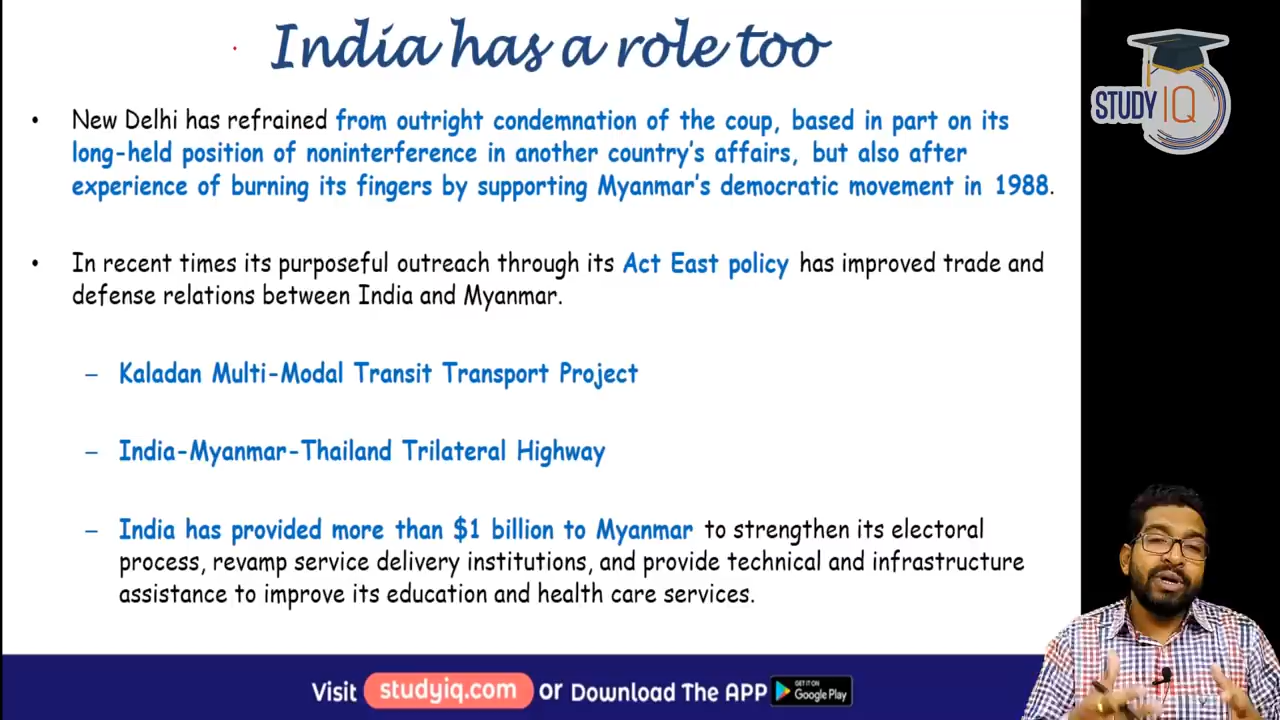 India has a role too
STUDY IQ
• New Delhi has refrained from outright condemnation of the coup, based in part on its
long-held position of noninterference in another country's affairs, but also after
experience of burning its fingers by supporting Myanmar's democratic movement in 1988.
• In recent times its purposeful outreach through its Act East policy has improved trade and
defense relations between India and Myanmar.
– Kaladan Multi-Modal Transit Transport Project
– India-Myanmar-Thailand Trilateral Highway
– India has provided more than $1 billion to Myanmar to strengthen its electoral
process, revamp service delivery institutions, and provide technical and infrastructure
assistance to improve its education and health care services.
Visit studyiq.com or Download The APP GET IT ON Google Play